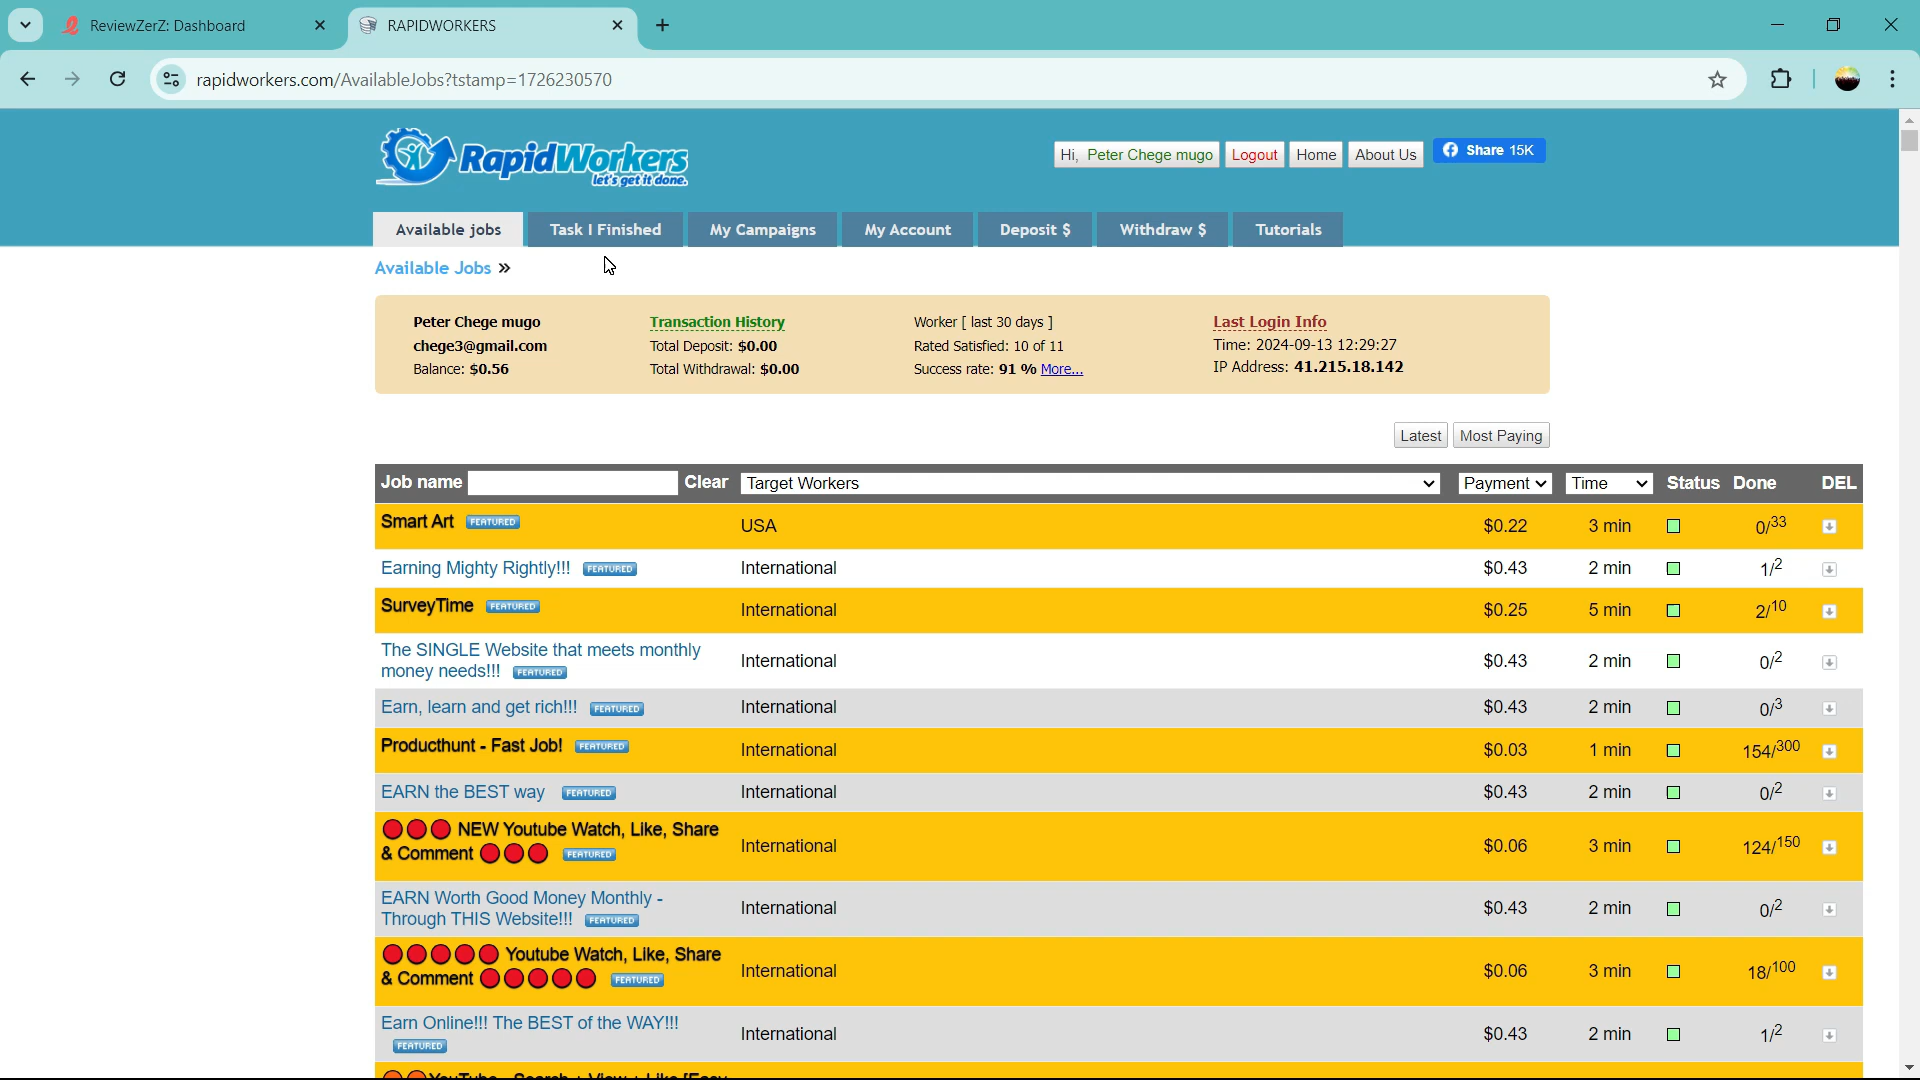 ReviewZerZ: Dashboard
RAPIDWORKERS
rapidworkers.com/AvailableJobs?tstamp=1726230570
RapidWorkers
let's get it done.
Hi, Peter Chege mugo Logout Home About Us Share 15K
Available jobs Task I Finished My Campaigns My Account Deposit $ Withdraw $ Tutorials
Available Jobs »
Peter Chege mugo Transaction History Worker [ last 30 days ] Last Login Info
chege3@gmail.com Total Deposit: $0.00 Rated Satisfied: 10 of 11 Time: 2024-09-13 12:29:27
Balance: $0.56 Total Withdrawal: $0.00 Success rate: 91 % More... IP Address: 41.215.18.142
Latest Most Paying
Job name Clear Target Workers Payment Time Status Done DEL
Smart Art FEATURED USA $0.22 3 min 0/33
Earning Mighty Rightly!!! FEATURED International $0.43 2 min 1/2
SurveyTime FEATURED International $0.25 5 min 2/10
The SINGLE Website that meets monthly
money needs!!! FEATURED International $0.43 2 min 0/2
Earn, learn and get rich!!! FEATURED International $0.43 2 min 0/3
Producthunt - Fast Job! FEATURED International $0.03 1 min 154/300
EARN the BEST way FEATURED International $0.43 2 min 0/2
NEW Youtube Watch, Like, Share
& Comment FEATURED International $0.06 3 min 124/150
EARN Worth Good Money Monthly -
Through THIS Website!!! FEATURED International $0.43 2 min 0/2
Youtube Watch, Like, Share
& Comment FEATURED International $0.06 3 min 18/100
Earn Online!!! The BEST of the WAY!!!
FEATURED International $0.43 2 min 1/2
YouTube - Search + View + Like [Easy